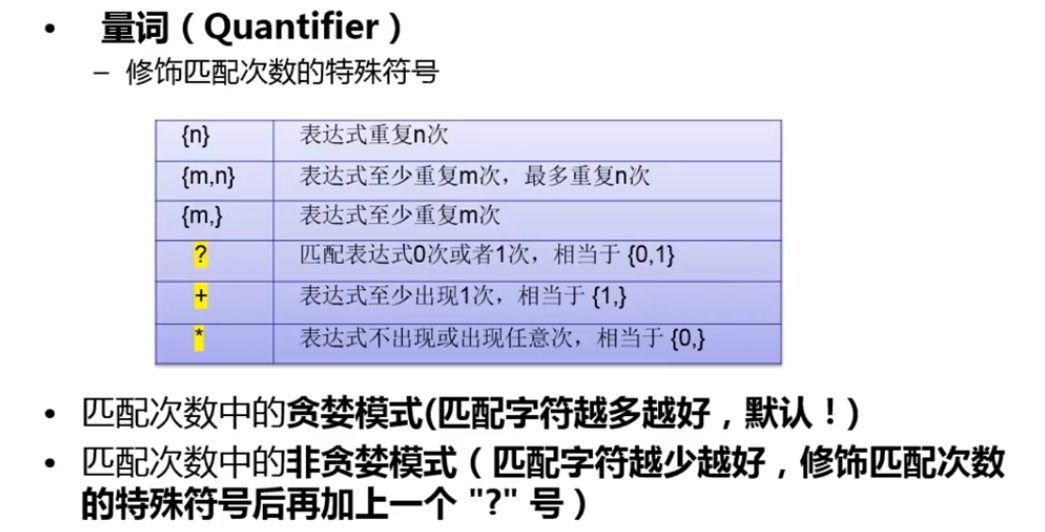 • 量词（Quantifier）
– 修饰匹配次数的特殊符号
{n} 表达式重复n次
{m,n} 表达式至少重复m次，最多重复n次
{m,} 表达式至少重复m次
? 匹配表达式0次或者1次，相当于 {0,1}
+ 表达式至少出现1次，相当于 {1,}
* 表达式不出现或出现任意次，相当于 {0,}
• 匹配次数中的贪婪模式(匹配字符越多越好，默认！)
• 匹配次数中的非贪婪模式（匹配字符越少越好，修饰匹配次数
的特殊符号后再加上一个 "?" 号）